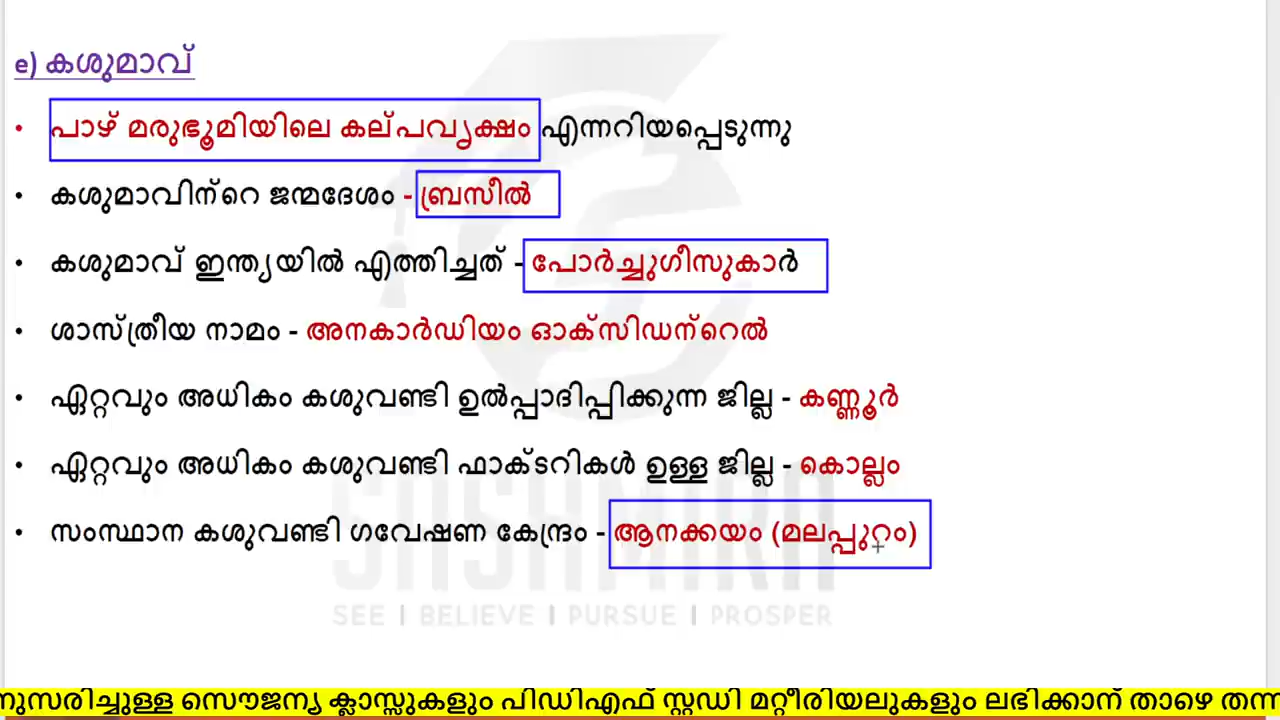 e) കശുമാവ്
• പാഴ് മരുഭൂമിയിലെ കല്പവൃക്ഷം എന്നറിയപ്പെടുന്നു
• കശുമാവിന്റെ ജന്മദേശം - ബ്രസീൽ
• കശുമാവ് ഇന്ത്യയിൽ എത്തിച്ചത് - പോർച്ചുഗീസുകാർ
• ശാസ്ത്രീയ നാമം - അനകാർഡിയം ഓക്സിഡന്റെൽ
• ഏറ്റവും അധികം കശുവണ്ടി ഉൽപ്പാദിപ്പിക്കുന്ന ജില്ല - കണ്ണൂർ
• ഏറ്റവും അധികം കശുവണ്ടി ഫാക്ടറികൾ ഉള്ള ജില്ല - കൊല്ലം
• സംസ്ഥാന കശുവണ്ടി ഗവേഷണ കേന്ദ്രം - ആനക്കയം (മലപ്പുറം)
SEE | BELIEVE | PURSUE | PROSPER
നുസരിച്ചുള്ള സൌജന്യ ക്ലാസ്സുകളും പിഡിഎഫ് സ്റ്റഡി മറ്റീരിയലുകളും ലഭിക്കാന് താഴെ തന്ന